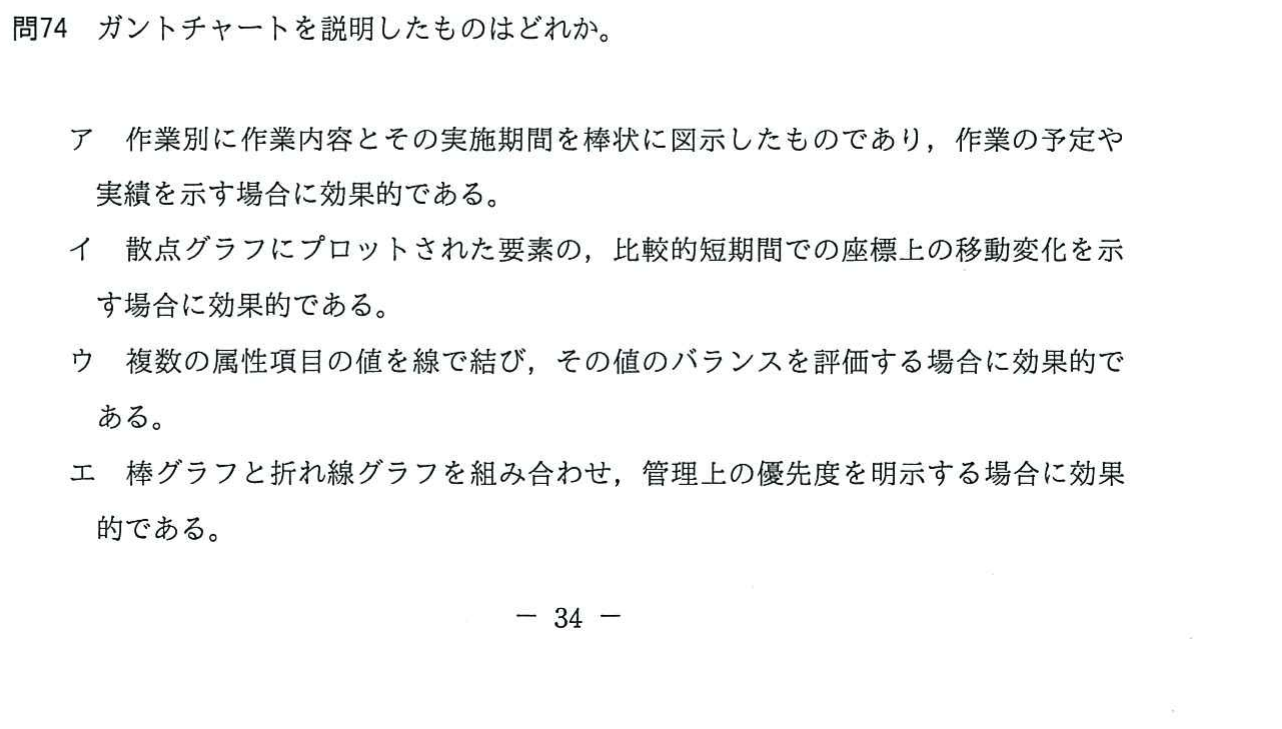 問74　ガントチャートを説明したものはどれか。
ア　作業別に作業内容とその実施期間を棒状に図示したものであり，作業の予定や
実績を示す場合に効果的である。
イ　散点グラフにプロットされた要素の，比較的短期間での座標上の移動変化を示
す場合に効果的である。
ウ　複数の属性項目の値を線で結び，その値のバランスを評価する場合に効果的で
ある。
エ　棒グラフと折れ線グラフを組み合わせ，管理上の優先度を明示する場合に効果
的である。
－ 34 －